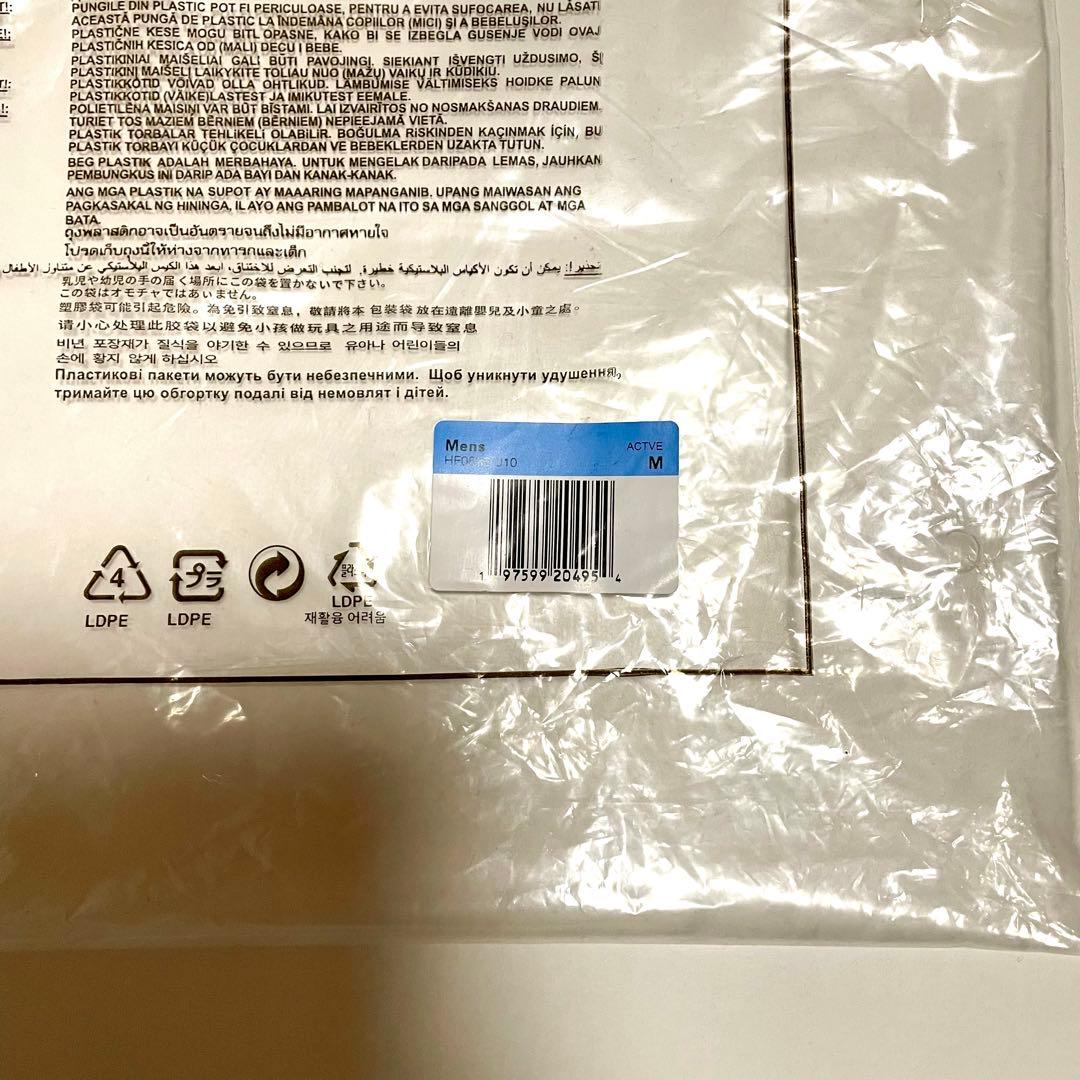 PUNGILE DIN PLASTIC POT FI PERICULOASE, PENTRU A EVITA SUFOCAREA, NU LĂSAȚI
ACEASTĂ PUNGĂ DE PLASTIC LA ÎNDEMÂNA COPIILOR (MICI) ȘI A BEBELUȘILOR.
PLASTIČNE KESE MOGU BITI OPASNE, KAKO BI SE IZBEGLA GUŠENJE VODI OVAJ
PLASTIČNIH KESICA OD (MALI) DECU I BEBE.
PLASTIKINIAI MAIŠELIAI GALI BŪTI PAVOJINGI. SIEKIANT IŠVENGTI UŽDUSIMO, ŠĮ
PLASTIKINĮ MAIŠELĮ LAIKYKITE TOLIAU NUO (MAŽŲ) VAIKŲ IR KŪDIKIU.
PLASTIKKOTID VÕIVAD OLLA OHTLIKUD. LÄMBUMISE VÄLTIMISEKS HOIDKE PALUN
PLASTIKKOTID (VÄIKE)LASTEST JA IMIKUTEST EEMALE.
POLIETILĒNA MAISIŅI VAR BŪT BĪSTAMI. LAI IZVAIRĪTOS NO NOSMAKŠANAS DRAUDIEM.
TURIET TOS MAZIEM BĒRNIEM (BĒRNIEM) NEPIEEJAMĀ VIETĀ.
PLASTİK TORBALAR TEHLİKELİ OLABİLİR. BOĞULMA RİSKİNDEN KAÇINMAK İÇİN, BU
PLASTİK TORBAYI KÜÇÜK ÇOCUKLARDAN VE BEBEKLERDEN UZAKTA TUTUN.
BEG PLASTIK ADALAH MERBAHAYA. UNTUK MENGELAK DARIPADA LEMAS, JAUHKAN
PEMBUNGKUS INI DARIP ADA BAYI DAN KANAK-KANAK.
ANG MGA PLASTIK NA SUPOT AY MAAARING MAPANGANIB. UPANG MAIWASAN ANG
PAGKASAKAL NG HININGA, ILAYO ANG PAMBALOT NA ITO SA MGA SANGGOL AT MGA
BATA.
ถุงพลาสติกอาจเป็นอันตรายจนถึงไม่มีอากาศหายใจ
โปรดเก็บถุงนี้ให้ห่างจากทารกและเด็ก
تحذير!: يمكن أن تكون الأكياس البلاستيكية خطيرة. لتجنب التعرض للاختناق، ابعد هذا الكيس البلاستيكي عن متناول الأطفال
乳児や幼児の手の届く場所にこの袋を置かないで下さい。
この袋はオモチャではあいません。
塑膠袋可能引起危險。為免引致窒息，敬請將本 包裝袋 放在遠離嬰兒及小童之處。
请小心处理此胶袋以避免小孩做玩具之用途而导致窒息
비년 포장재가 질식을 야기한 수 있으므로 유아나 어린이들의
손에 황지 않게 하십시오
Пластикові пакети можуть бути небезпечними. Щоб уникнути удушення,
тримайте цю обгортку подалі від немовлят і дітей.
Mens
ACTVE
M
1 97599 20495 4
4
LDPE
プラ
LDPE
LDPE
재활용 어려움